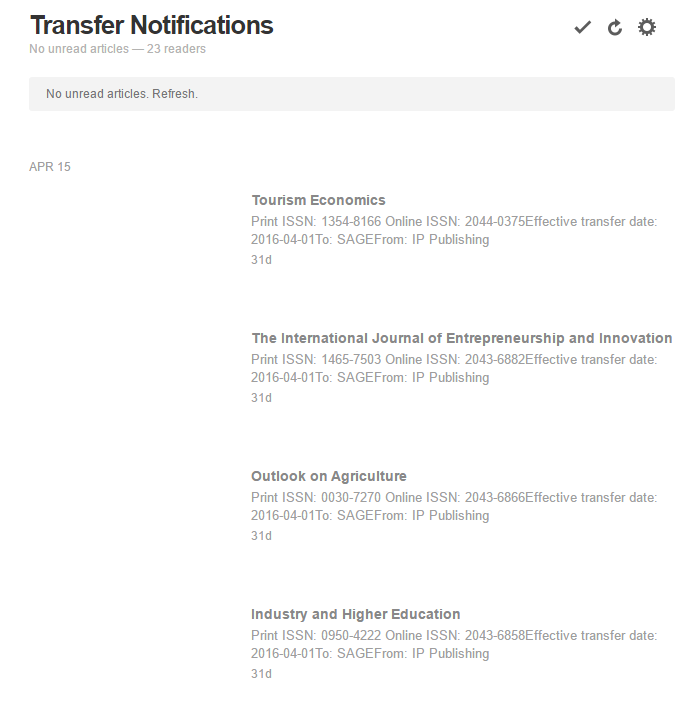 Transfer Notifications
No unread articles — 23 readers
No unread articles. Refresh.
APR 15
Tourism Economics
Print ISSN: 1354-8166 Online ISSN: 2044-0375Effective transfer date:
2016-04-01To: SAGEFrom: IP Publishing
31d
The International Journal of Entrepreneurship and Innovation
Print ISSN: 1465-7503 Online ISSN: 2043-6882Effective transfer date:
2016-04-01To: SAGEFrom: IP Publishing
31d
Outlook on Agriculture
Print ISSN: 0030-7270 Online ISSN: 2043-6866Effective transfer date:
2016-04-01To: SAGEFrom: IP Publishing
31d
Industry and Higher Education
Print ISSN: 0950-4222 Online ISSN: 2043-6858Effective transfer date:
2016-04-01To: SAGEFrom: IP Publishing
31d